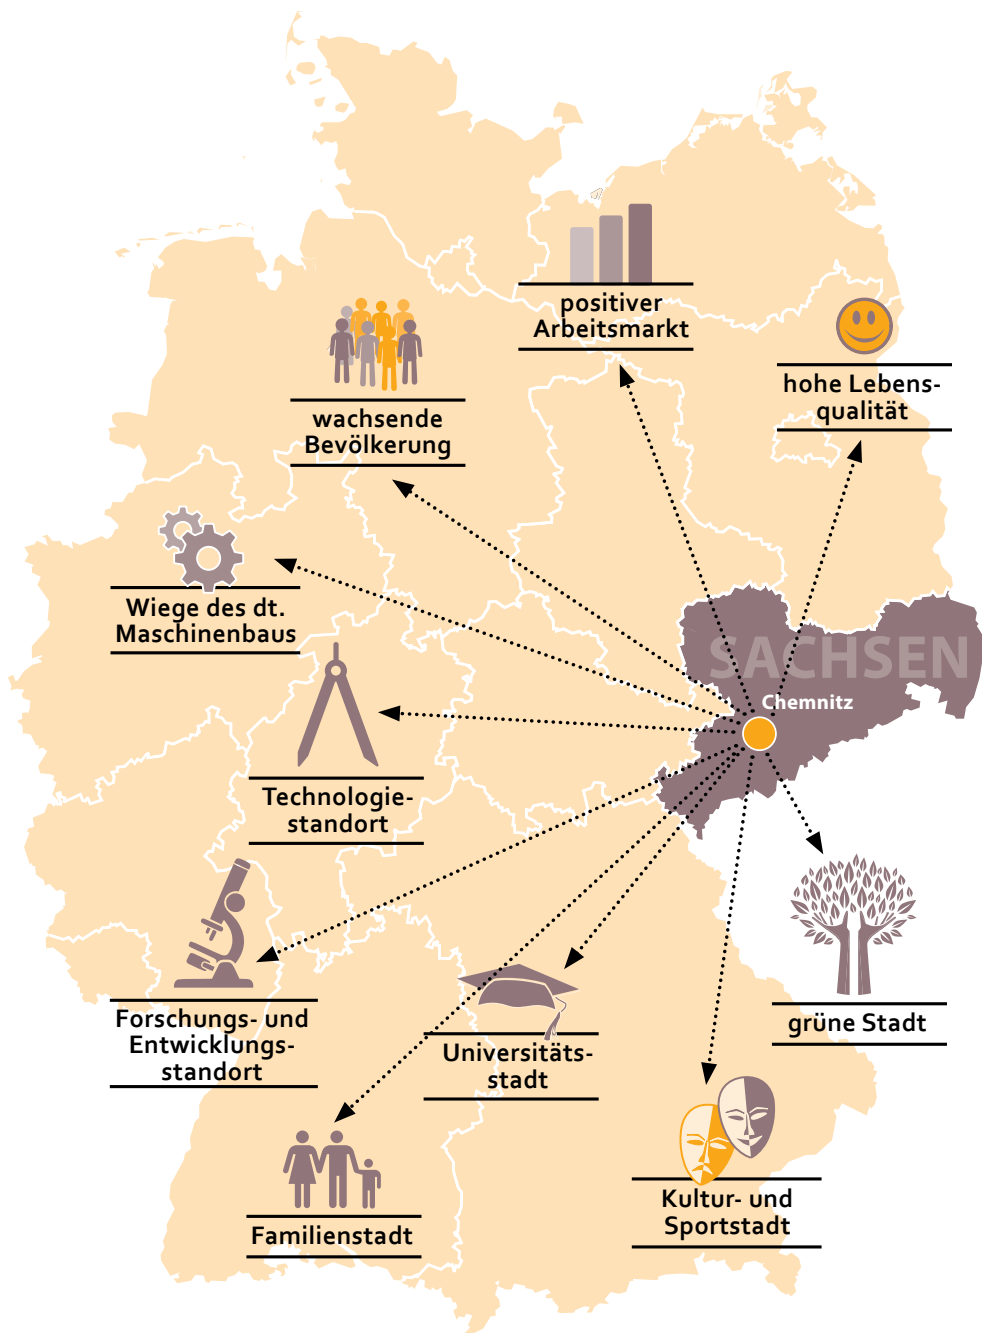 positiver
Arbeitsmarkt
hohe Lebens-
qualität
wachsende
Bevölkerung
Wiege des dt.
Maschinenbaus
SACHSEN
Chemnitz
Technologie-
standort
Forschungs- und
Entwicklungs-
standort
grüne Stadt
Universitäts-
stadt
Kultur- und
Sportstadt
Familienstadt